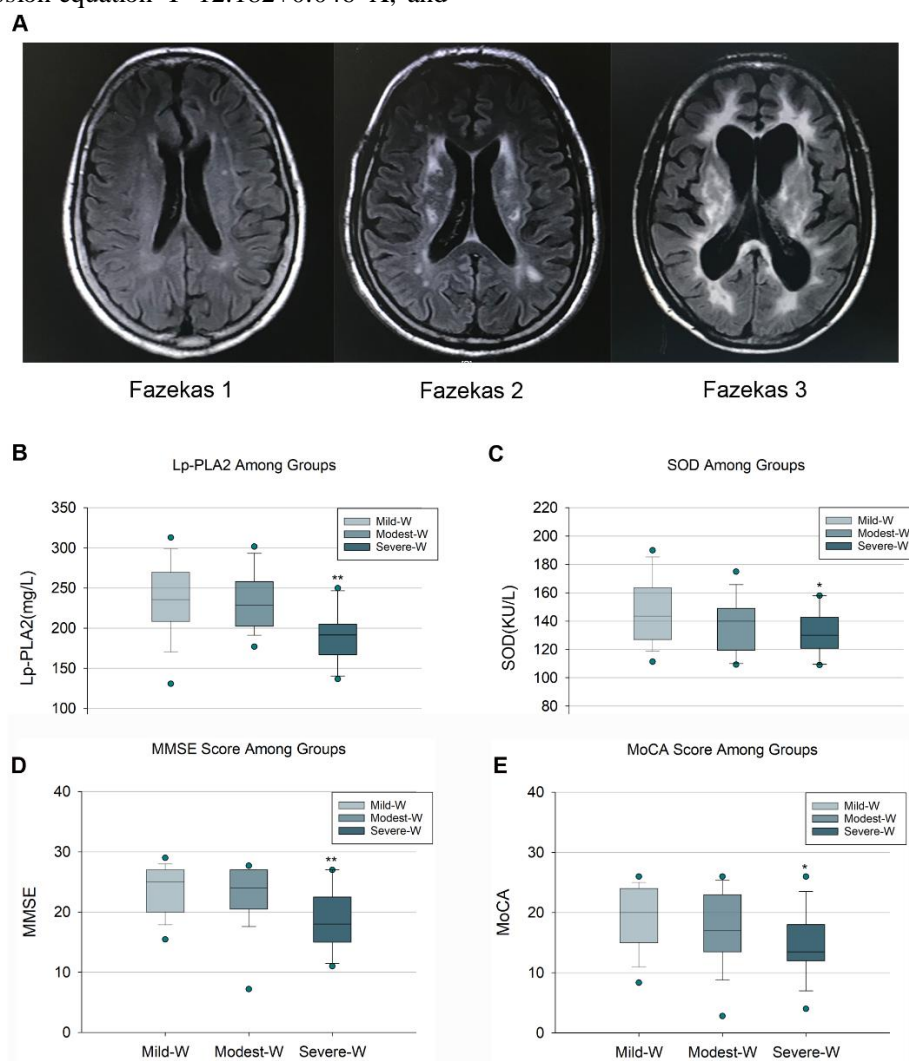 ssion equation
A
Fazekas 1
Fazekas 2
Fazekas 3
B
Lp-PLA2 Among Groups
350
300
250
200
150
100
Lp-PLA2(mg/L)
Mild-W
Modest-W
Severe-W
**
C
SOD Among Groups
220
200
180
160
140
120
100
80
SOD(KU/L)
Mild-W
Modest-W
Severe-W
*
D
MMSE Score Among Groups
40
30
20
10
0
MMSE
Mild-W
Modest-W
Severe-W
**
Mild-W
Modest-W
Severe-W
E
MoCA Score Among Groups
40
30
20
10
0
MoCA
Mild-W
Modest-W
Severe-W
*
Mild-W
Modest-W
Severe-W